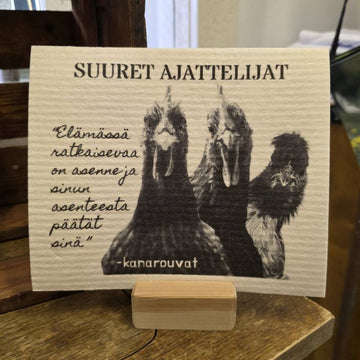 SUURET AJATTELIJAT
"Elämässä
ratkaisevaa
on asenne ja
sinun
asenteesta
päätät
sinä."
-kanarouvat